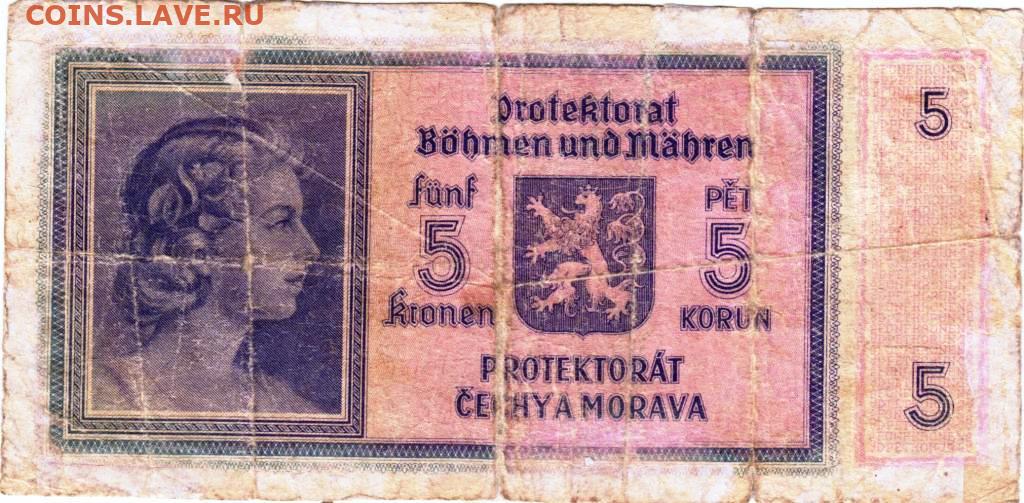 COINS.LAVE.RU
Protektorat
Böhmen und Mähren
fünf
PĚT
5
5
Kronen
KORUN
PROTEKTORÁT
ČECHY A MORAVA
5
5